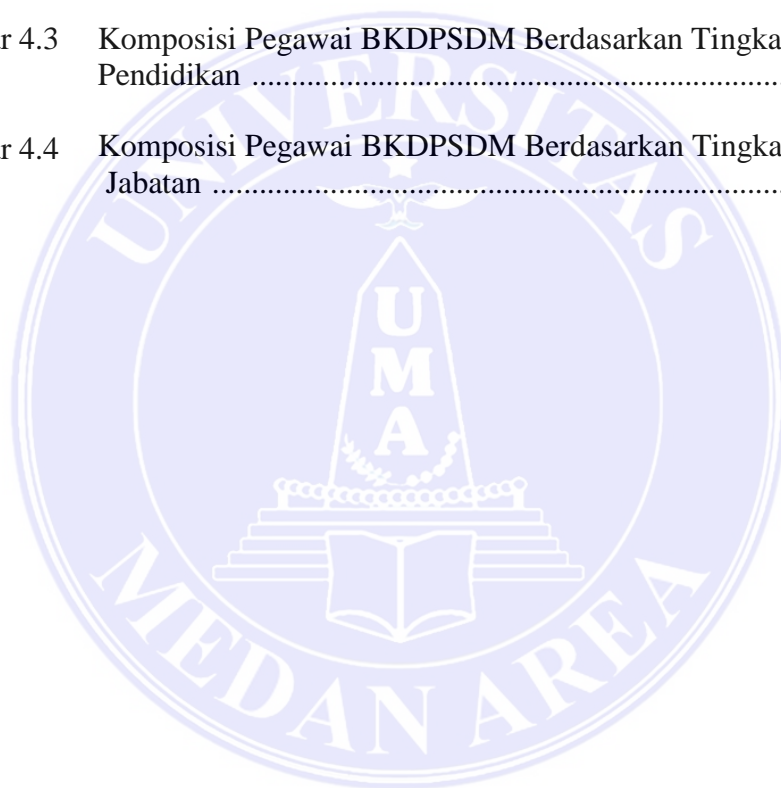 r 4.3 Komposisi Pegawai BKDPSDM Berdasarkan Tingka
Pendidikan ....................................................................
r 4.4 Komposisi Pegawai BKDPSDM Berdasarkan Tingka
Jabatan ..........................................................................
UNIVERSITAS
U
M
A
MEDAN AREA